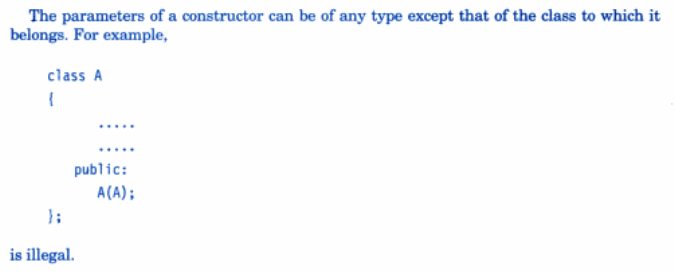 The parameters of a constructor can be of any type except that of the class to which it
belongs. For example,
class A
{
.....
.....
public:
A(A);
};
is illegal.